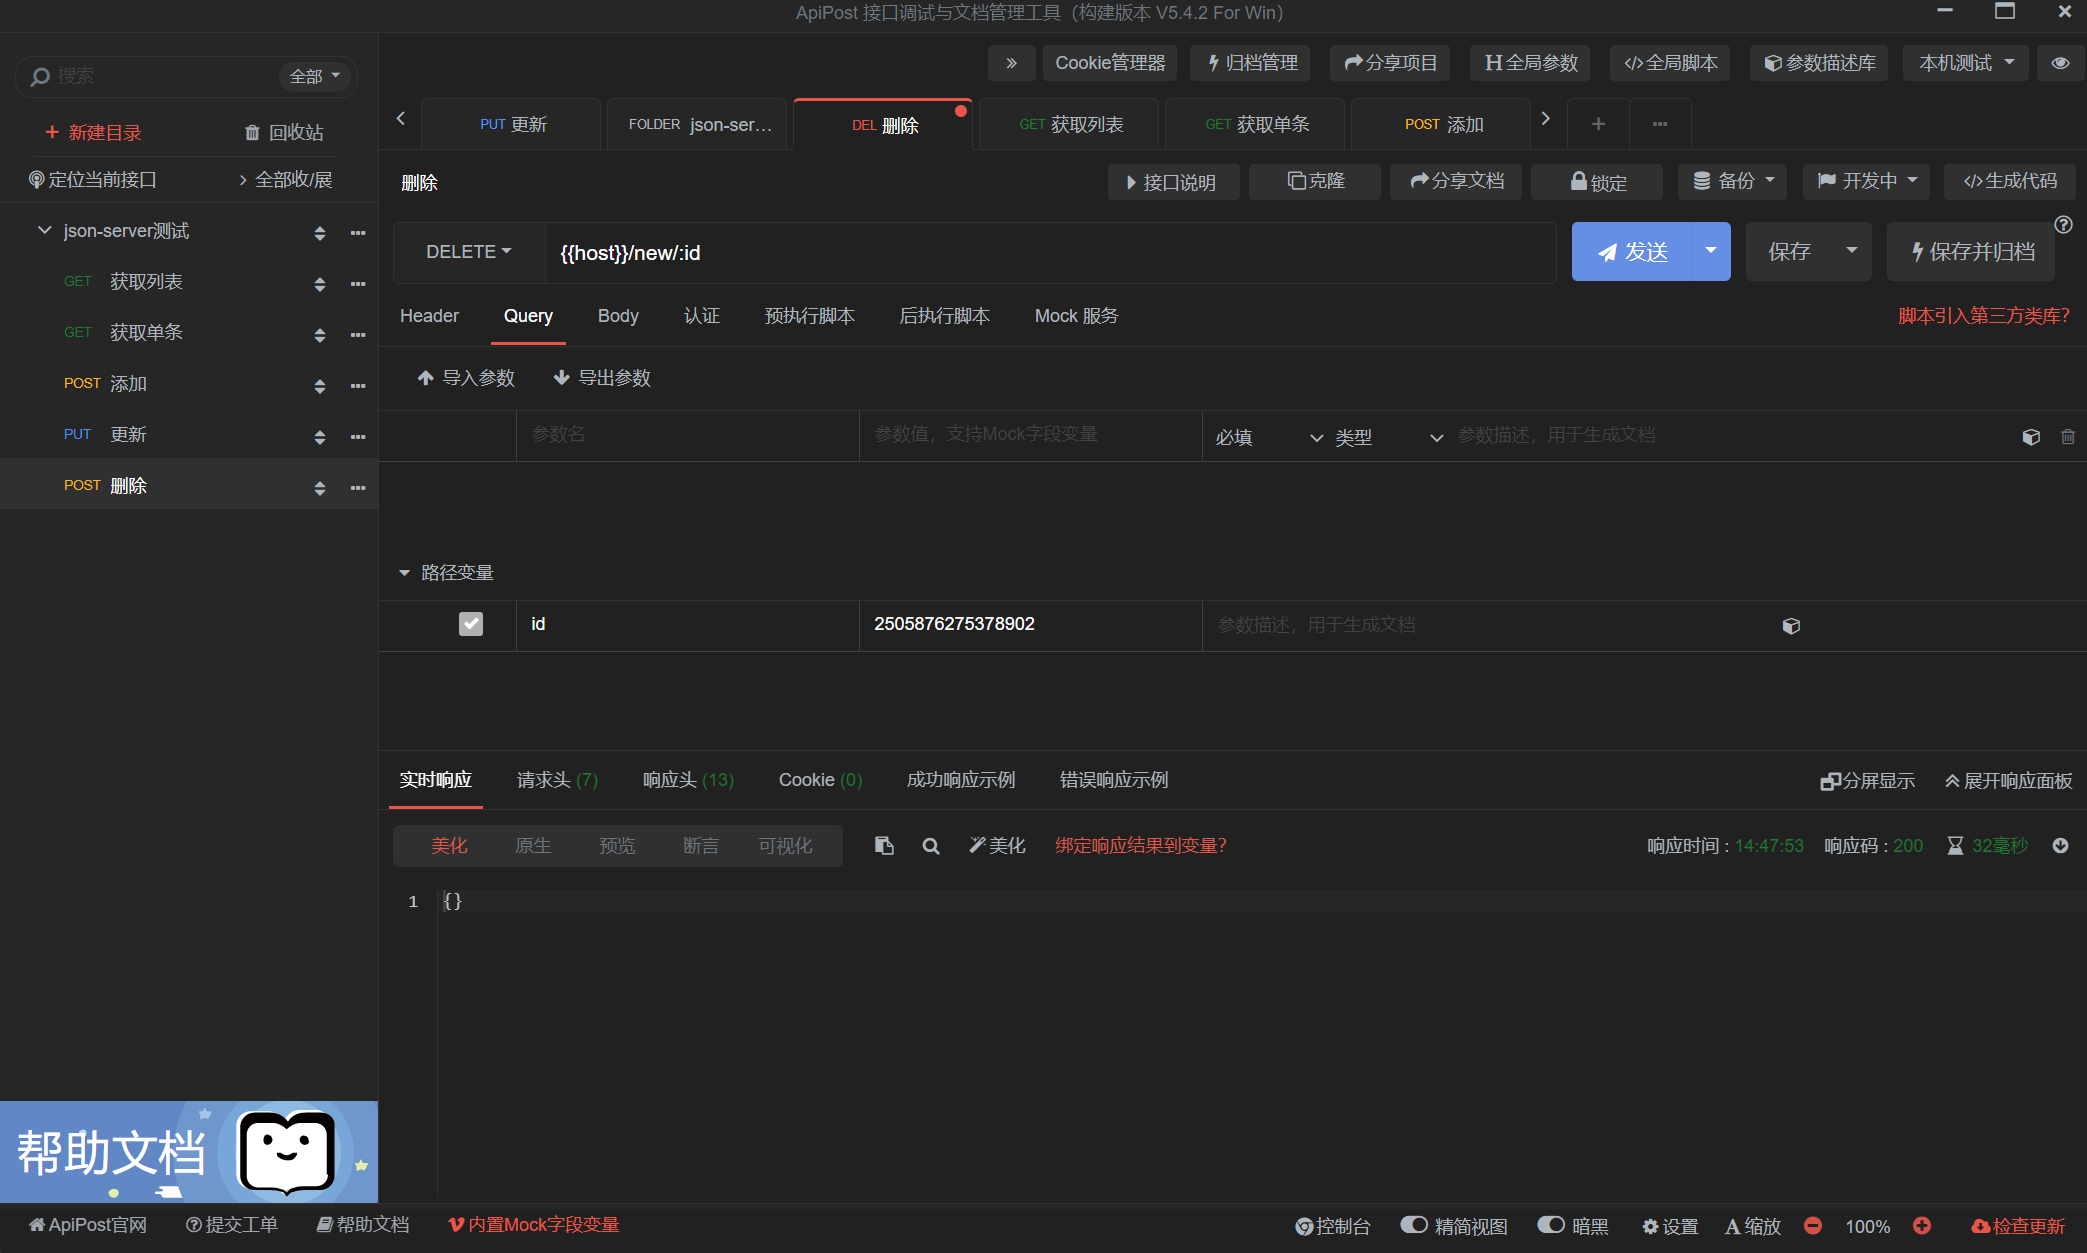 ApiPost 接口调试与文档管理工具（构建版本 V5.4.2 For Win）
搜索 全部
Cookie管理器 归档管理 分享项目 H全局参数 </>全局脚本 参数描述库 本机测试
PUT 更新 FOLDER json-ser... DEL 删除 GET 获取列表 GET 获取单条 POST 添加
+ 新建目录 回收站
定位当前接口 全部收/展
删除 接口说明 克隆 分享文档 锁定 备份 开发中 </>生成代码
json-server测试
GET 获取列表
GET 获取单条
POST 添加
PUT 更新
POST 删除
DELETE {{host}}/new/:id 发送 保存 保存并归档
Header Query Body 认证 预执行脚本 后执行脚本 Mock 服务 脚本引入第三方类库?
导入参数 导出参数
参数名 参数值，支持Mock字段变量 必填 类型 参数描述，用于生成文档
路径变量
id 2505876275378902 参数描述，用于生成文档
实时响应 请求头 (7) 响应头 (13) Cookie (0) 成功响应示例 错误响应示例 分屏显示 展开响应面板
美化 原生 预览 断言 可视化 美化 绑定响应结果到变量? 响应时间 : 14:47:53 响应码 : 200 32毫秒
1 {}
帮助文档
ApiPost官网 提交工单 帮助文档 内置Mock字段变量 控制台 精简视图 暗黑 设置 A缩放 100% 检查更新